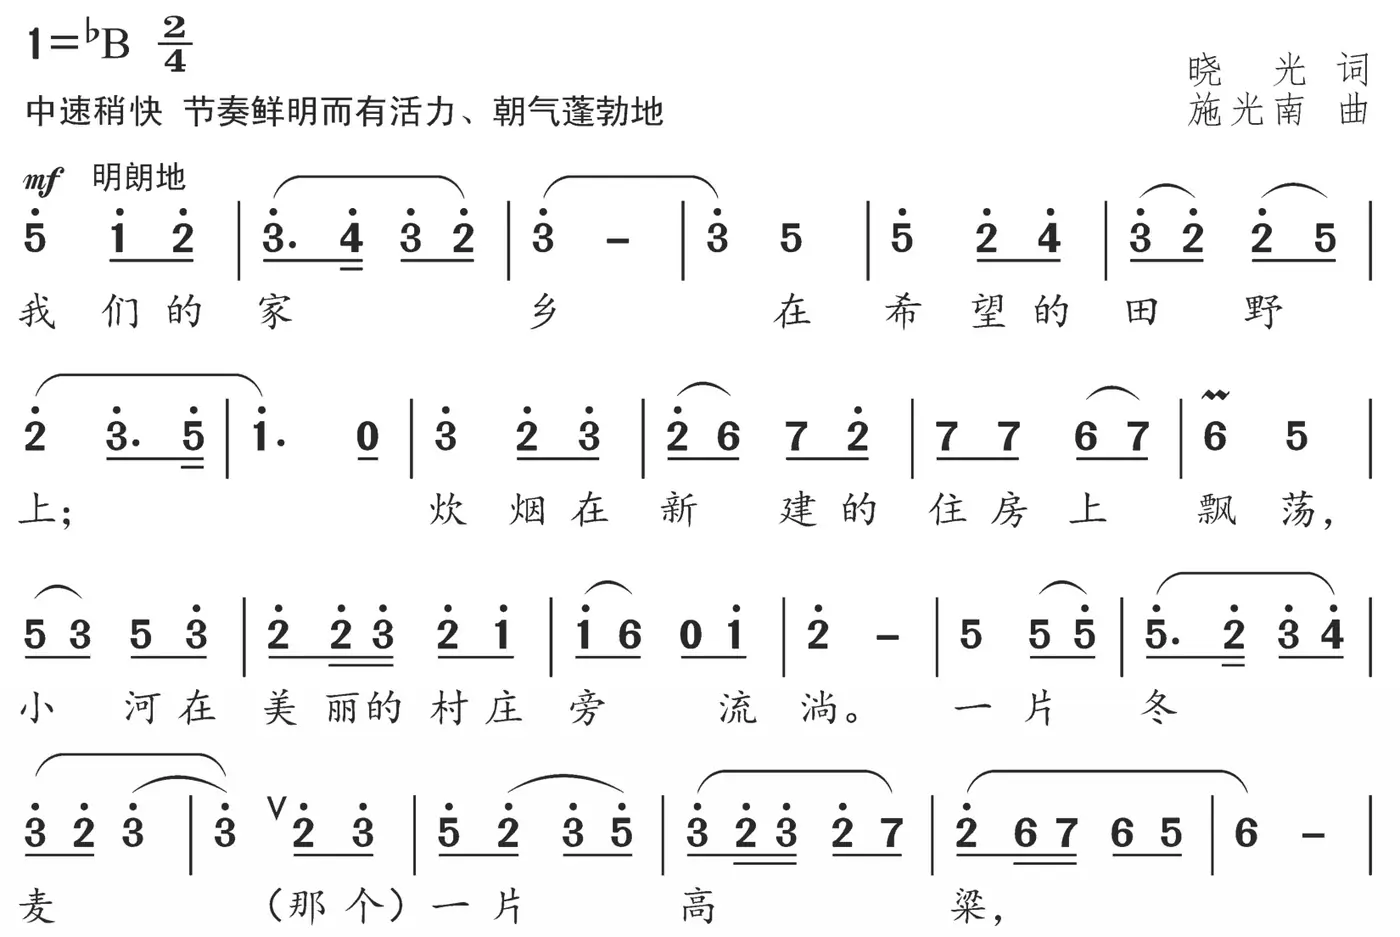 1=♭B 2/4
晓 光 词
中速稍快 节奏鲜明而有活力、朝气蓬勃地
施光南 曲
mf 明朗地
5̇ 1̇ 2̇ | 3̇. 4̇ 3̇ 2̇ | 3̇ – | 3̇ 5 | 5̇ 2̇ 4̇ | 3̇ 2̇ 2̇ 5 |
我 们 的 家 乡 在 希 望 的 田 野
2̇ 3̇. 5̇ | 1̇. 0 | 3̇ 2̇ 3̇ | 2̇ 6 7 2̇ | 7 7 6 7 | 6 5 |
上; 炊 烟 在 新 建 的 住 房 上 飘 荡,
5 3 5 3̇ | 2̇ 2̇ 3̇ 2̇ 1̇ | 1̇ 6 0 1̇ | 2̇ – | 5 5 5̇ | 5̇. 2̇ 3̇ 4̇ |
小 河 在 美 丽 的 村 庄 旁 流 淌。 一 片 冬
3̇ 2̇ 3̇ | 3̇ V 2̇ 3̇ | 5̇ 2̇ 3̇ 5̇ | 3̇ 2̇ 3̇ 2̇ 7 | 2̇ 6 7 6 5 | 6 – |
麦 (那 个) 一 片 高 粱,